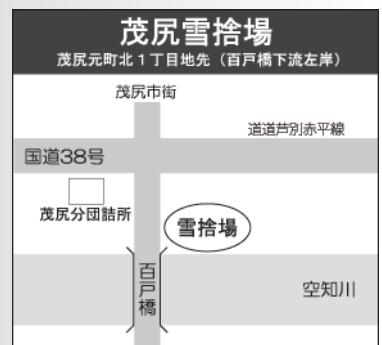 茂尻雪捨場
茂尻元町北1丁目地先（百戸橋下流左岸）
茂尻市街
道道芦別赤平線
国道38号
茂尻分団詰所
雪捨場
百戸橋
空知川